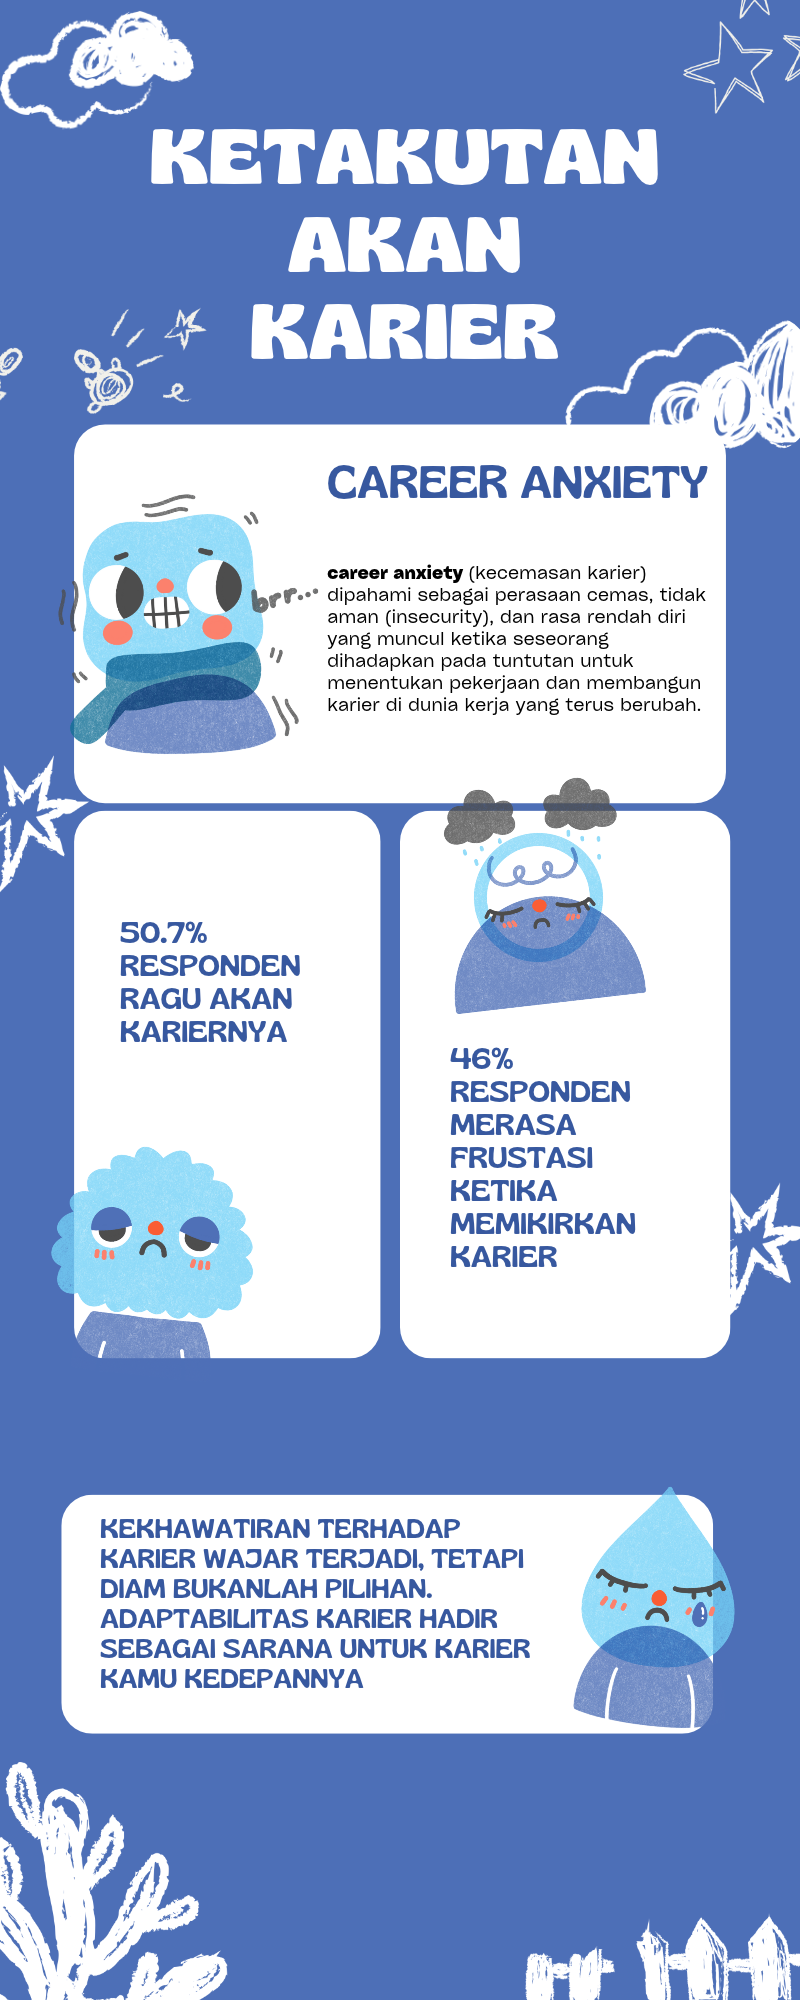 KETAKUTAN
AKAN
KARIER
CAREER ANXIETY
career anxiety (kecemasan karier)
dipahami sebagai perasaan cemas, tidak
aman (insecurity), dan rasa rendah diri
yang muncul ketika seseorang
dihadapkan pada tuntutan untuk
menentukan pekerjaan dan membangun
karier di dunia kerja yang terus berubah.
brr...
50.7%
RESPONDEN
RAGU AKAN
KARIERNYA
46%
RESPONDEN
MERASA
FRUSTASI
KETIKA
MEMIKIRKAN
KARIER
KEKHAWATIRAN TERHADAP
KARIER WAJAR TERJADI, TETAPI
DIAM BUKANLAH PILIHAN.
ADAPTABILITAS KARIER HADIR
SEBAGAI SARANA UNTUK KARIER
KAMU KEDEPANNYA